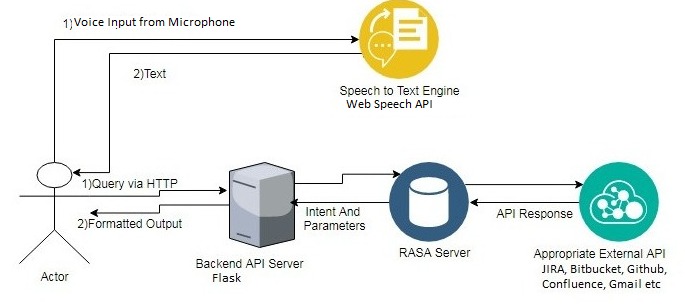 1)Voice Input from Microphone
2)Text
Speech to Text Engine
Web Speech API
1)Query via HTTP
2)Formatted Output
Intent And
Parameters
API Response
Backend API Server
Flask
RASA Server
Appropriate External API
JIRA, Bitbucket, Github,
Confluence, Gmail etc
Actor